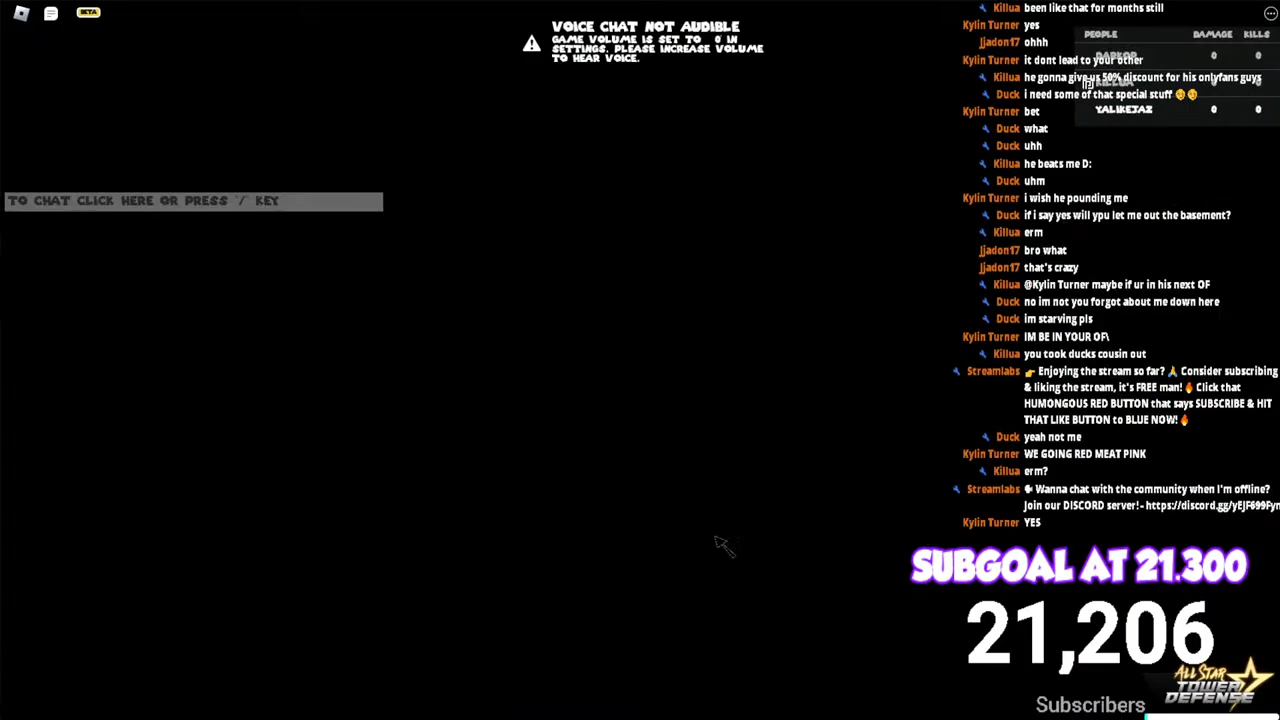 BETA
VOICE CHAT NOT AUDIBLE
GAME VOLUME IS SET TO 0 IN
SETTINGS. PLEASE INCREASE VOLUME
TO HEAR VOICE.
TO CHAT CLICK HERE OR PRESS "/" KEY
PEOPLE DAMAGE KILLS
DARKOR 0 0
KILLUA 0 0
YALIKEJAZ 0 0
Killua been like that for months still
Kylin Turner yes
Jjadon17 ohhh
Kylin Turner it dont lead to your other
Killua he gonna give us 50% discount for his onlyfans guys
Duck i need some of that special stuff
Kylin Turner bet
Duck what
Duck uhh
Killua he beats me D:
Duck uhm
Kylin Turner i wish he pounding me
Duck if i say yes will ypu let me out the basement?
Killua erm
Jjadon17 bro what
Jjadon17 that's crazy
Killua @Kylin Turner maybe if ur in his next OF
Duck no im not you forgot about me down here
Duck im starving pls
Kylin Turner IM BE IN YOUR OF\
Killua you took ducks cousin out
Streamlabs 👉 Enjoying the stream so far? 🙏 Consider subscribing
& liking the stream, it's FREE man!🔥 Click that
HUMONGOUS RED BUTTON that says SUBSCRIBE & HIT
THAT LIKE BUTTON to BLUE NOW!🔥
Duck yeah not me
Kylin Turner WE GOING RED MEAT PINK
Killua erm?
Streamlabs 🗣 Wanna chat with the community when I'm offline?
Join our DISCORD server!- https://discord.gg/yEJF699Fyn
Kylin Turner YES
SUBGOAL AT 21.300
21,206
Subscribers
ALL STAR
TOWER
DEFENSE